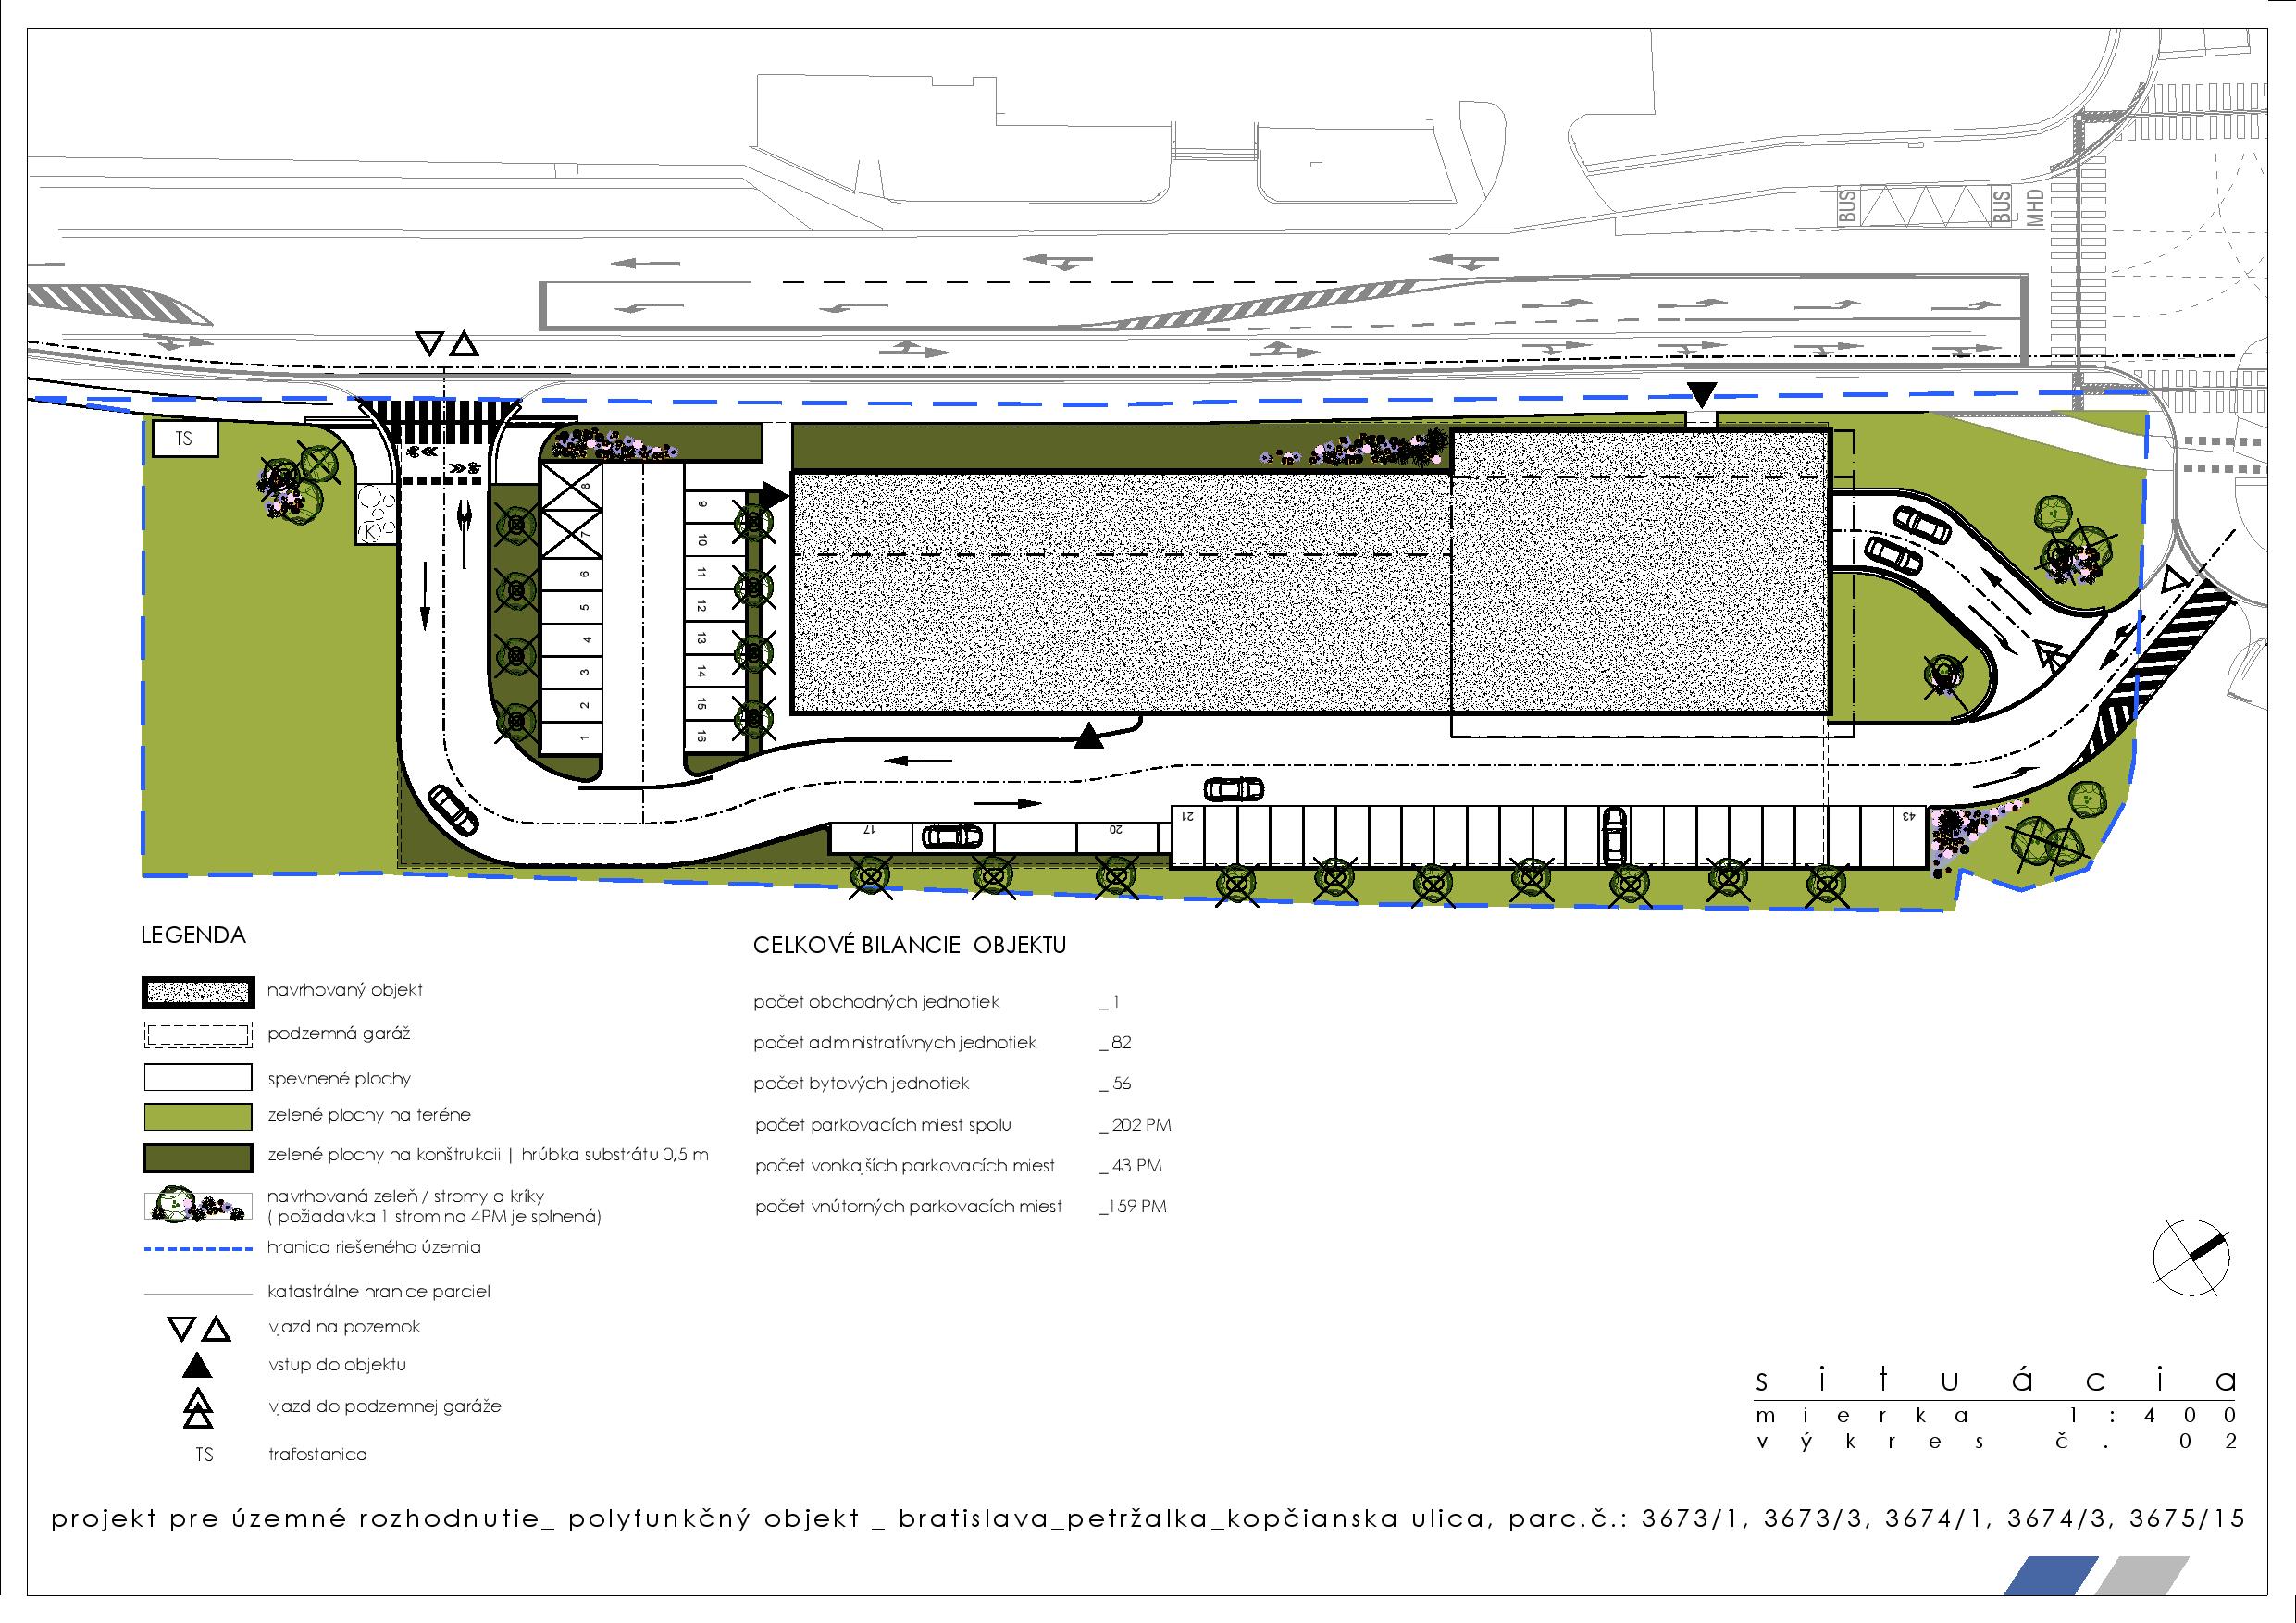 BUS
BUS
MHD
TS
K
8
7
6
5
4
3
2
1
9
10
11
12
13
14
15
16
17
20
21
43
LEGENDA
navrhovaný objekt
podzemná garáž
spevnené plochy
zelené plochy na teréne
zelené plochy na konštrukcii | hrúbka substrátu 0,5 m
navrhovaná zeleň / stromy a kríky
( požiadavka 1 strom na 4PM je splnená)
hranica riešeného územia
katastrálne hranice parciel
vjazd na pozemok
vstup do objektu
vjazd do podzemnej garáže
TS trafostanica
CELKOVÉ BILANCIE OBJEKTU
počet obchodných jednotiek _ 1
počet administratívnych jednotiek _ 82
počet bytových jednotiek _ 56
počet parkovacích miest spolu _ 202 PM
počet vonkajších parkovacích miest _ 43 PM
počet vnútorných parkovacích miest _159 PM
situácia
mierka 1:400
výkres č. 02
projekt pre územné rozhodnutie_ polyfunkčný objekt _ bratislava_petržalka_kopčianska ulica, parc.č.: 3673/1, 3673/3, 3674/1, 3674/3, 3675/15